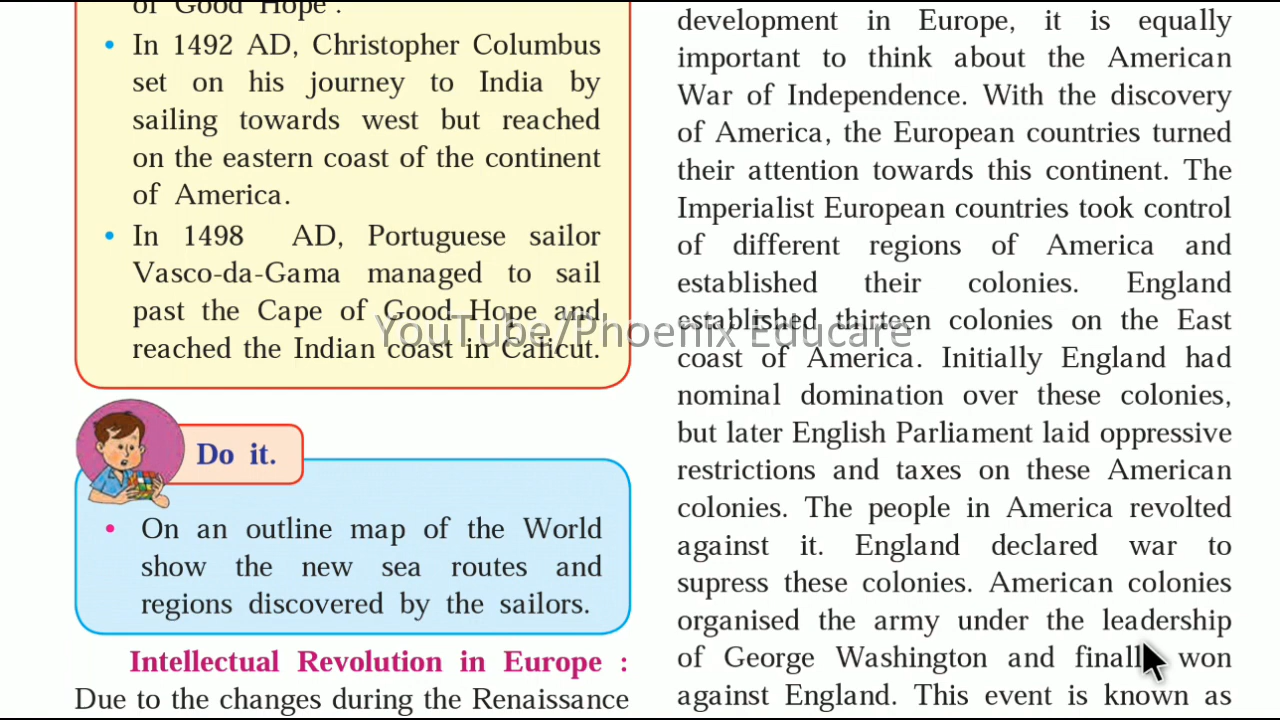 of Good Hope'.
• In 1492 AD, Christopher Columbus
set on his journey to India by
sailing towards west but reached
on the eastern coast of the continent
of America.
• In 1498 AD, Portuguese sailor
Vasco-da-Gama managed to sail
past the Cape of Good Hope and
reached the Indian coast in Calicut.
Do it.
• On an outline map of the World
show the new sea routes and
regions discovered by the sailors.
Intellectual Revolution in Europe :
Due to the changes during the Renaissance
development in Europe, it is equally
important to think about the American
War of Independence. With the discovery
of America, the European countries turned
their attention towards this continent. The
Imperialist European countries took control
of different regions of America and
established their colonies. England
established thirteen colonies on the East
coast of America. Initially England had
nominal domination over these colonies,
but later English Parliament laid oppressive
restrictions and taxes on these American
colonies. The people in America revolted
against it. England declared war to
supress these colonies. American colonies
organised the army under the leadership
of George Washington and finally won
against England. This event is known as
YouTube/Phoenix Educare